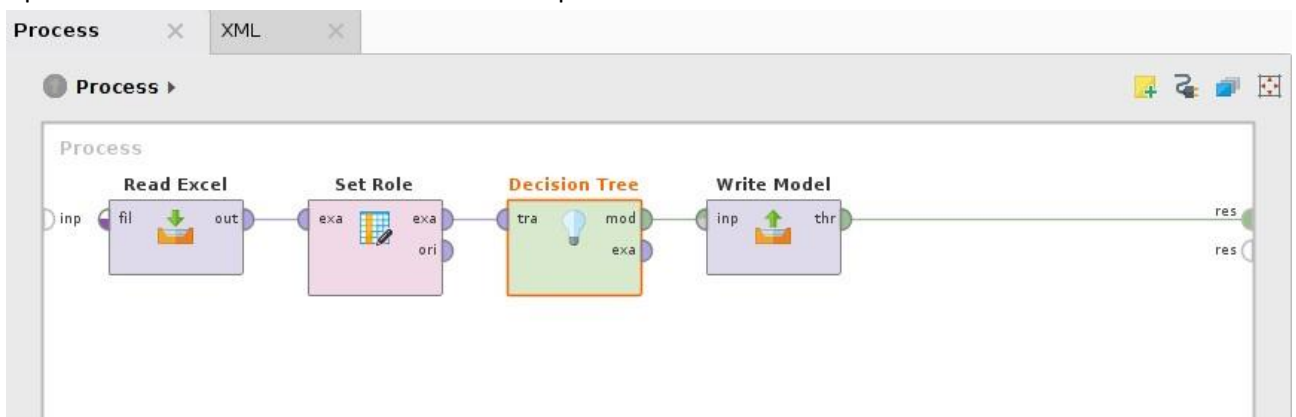 Process XML
Process
Process
Read Excel Set Role Decision Tree Write Model
inp fil out exa exa tra mod inp thr res
ori exa res